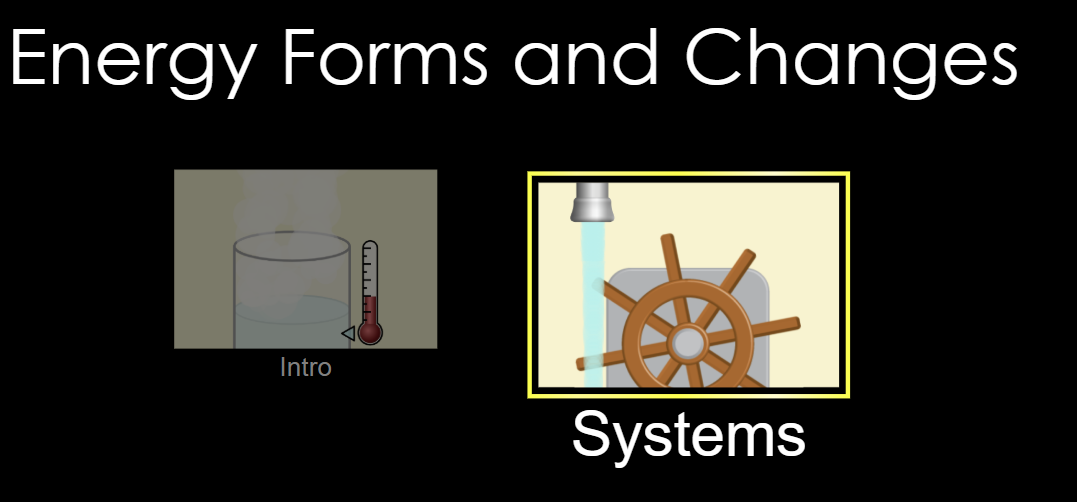 Energy Forms and Changes
Intro
Systems